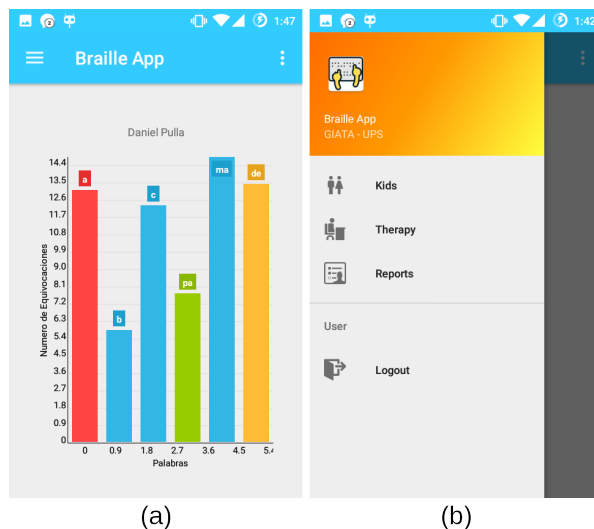 2
1:47
Braille App
Daniel Pulla
14.4
13.5
12.6
11.7
10.8
9.9
9.0
8.1
7.2
6.3
5.4
4.5
3.6
2.7
1.8
0.9
0
Numero de Equivocaciones
a
b
c
pa
ma
de
0 0.9 1.8 2.7 3.6 4.5 5.4
Palabras
(a)
2
1:42
Braille App
GIATA - UPS
Kids
Therapy
Reports
User
Logout
(b)